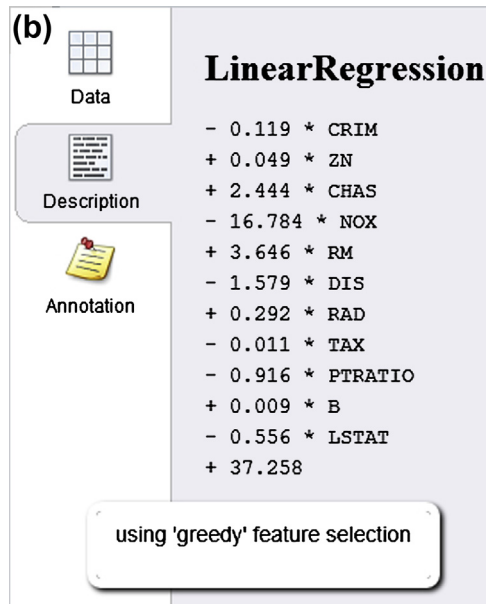 (b)
Data
Description
Annotation
LinearRegression
- 0.119 * CRIM
+ 0.049 * ZN
+ 2.444 * CHAS
- 16.784 * NOX
+ 3.646 * RM
- 1.579 * DIS
+ 0.292 * RAD
- 0.011 * TAX
- 0.916 * PTRATIO
+ 0.009 * B
- 0.556 * LSTAT
+ 37.258
using 'greedy' feature selection